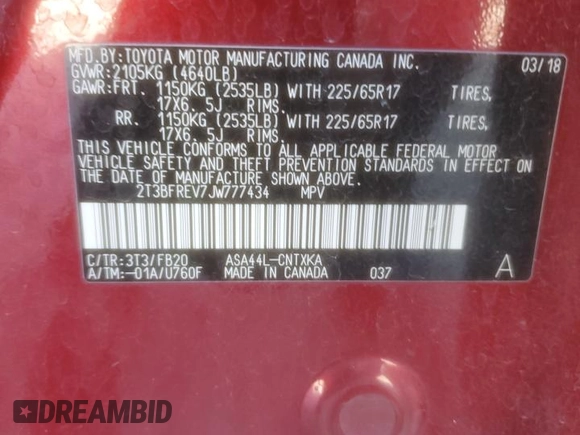 MFD.BY:TOYOTA MOTOR MANUFACTURING CANADA INC. 03/18
GVWR:2105KG (4640LB)
GAWR:FRT. 1150KG (2535LB) WITH 225/65R17 TIRES,
17X6.5J RIMS.
RR. 1150KG (2535LB) WITH 225/65R17 TIRES,
17X6.5J RIMS.
THIS VEHICLE CONFORMS TO ALL APPLICABLE FEDERAL MOTOR
VEHICLE SAFETY AND THEFT PREVENTION STANDARDS IN EFFECT ON
THE DATE OF MANUFACTURE SHOWN ABOVE.
2T3BFREV7JW777434 MPV
C/TR:3T3/FB20 ASA44L-CNTXKA
A/TM:-01A/U760F MADE IN CANADA 037 A
DREAMBID